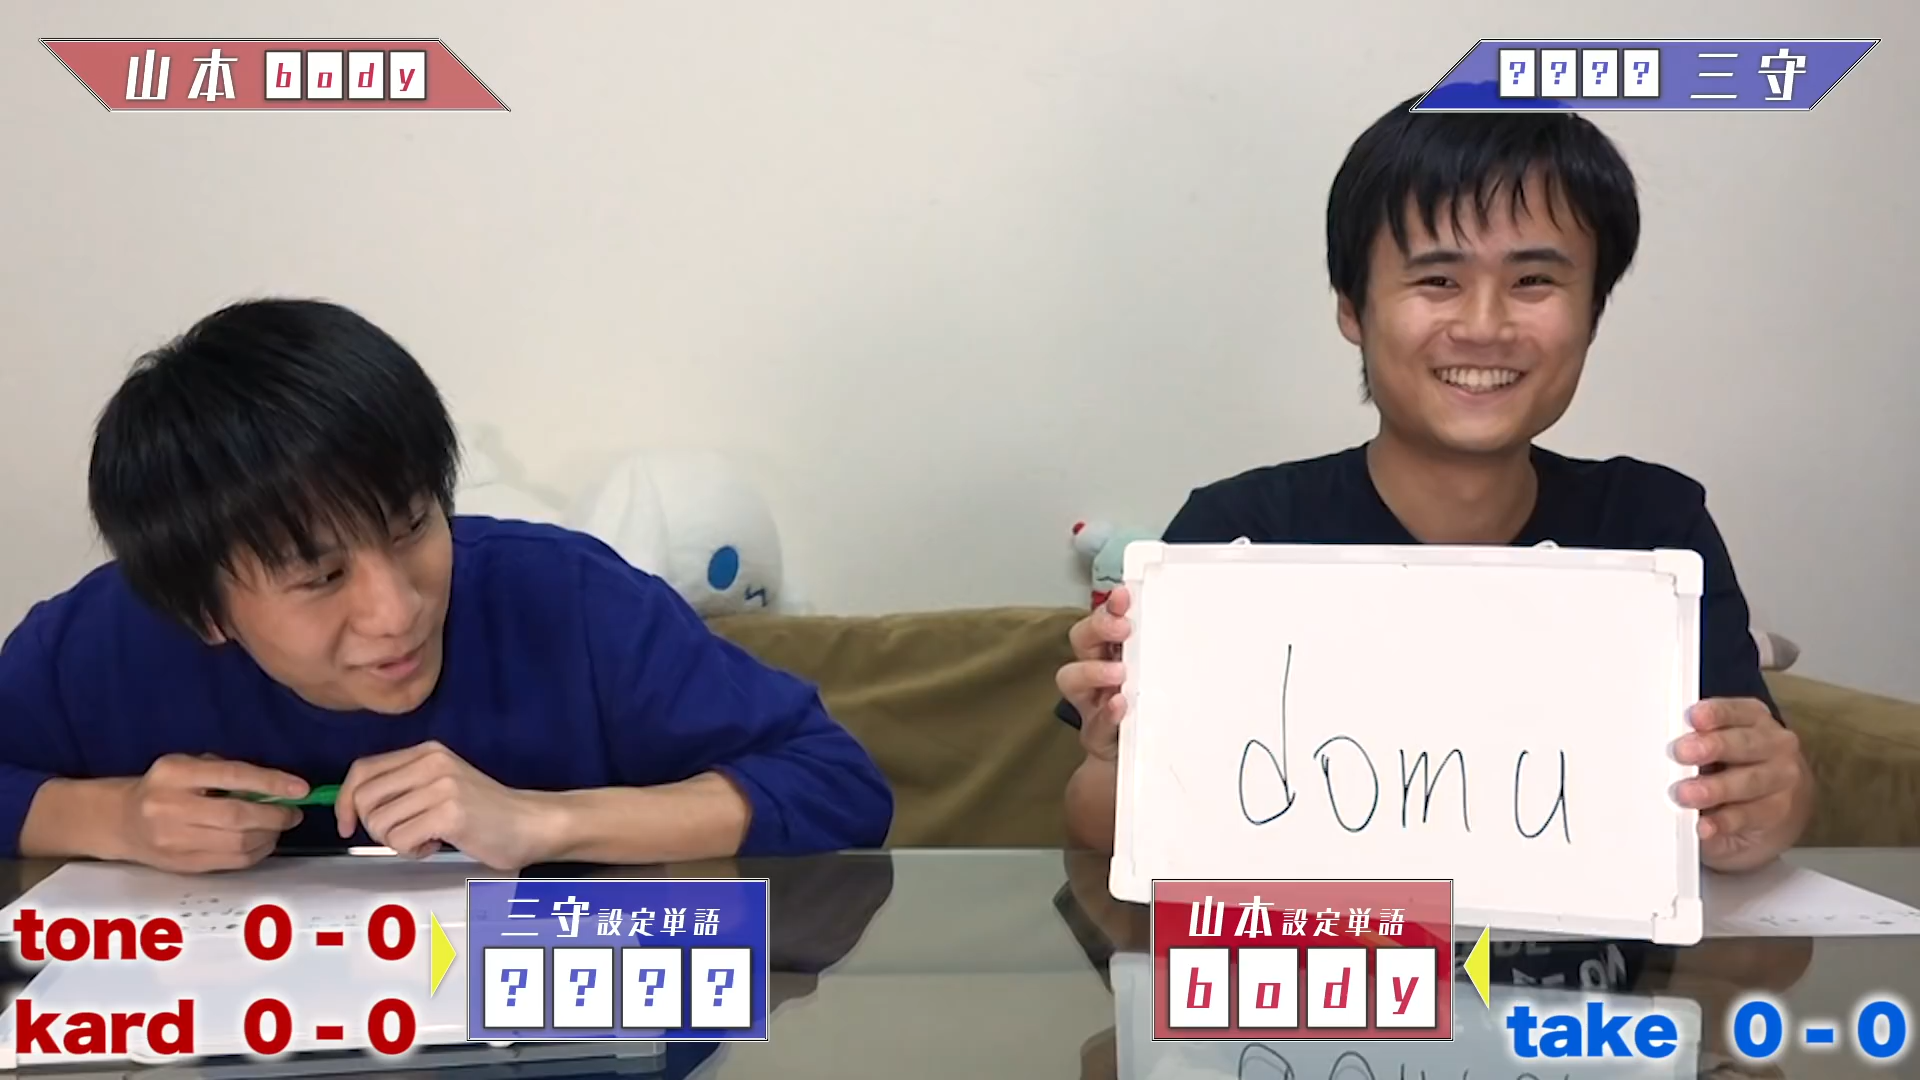 山本 body
???? 三守
domu
tone 0-0
kard 0-0
三守設定単語
????
山本設定単語
body
take 0-0